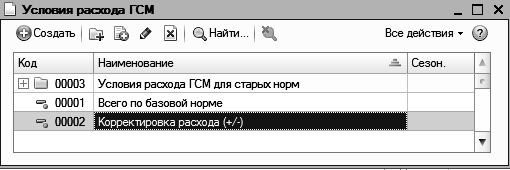 Условия расхода ГСМ
Создать Найти... Все действия ?
Код Наименование Сезон.
00003 Условия расхода ГСМ для старых норм
00001 Всего по базовой норме
00002 Корректировка расхода (+/-)